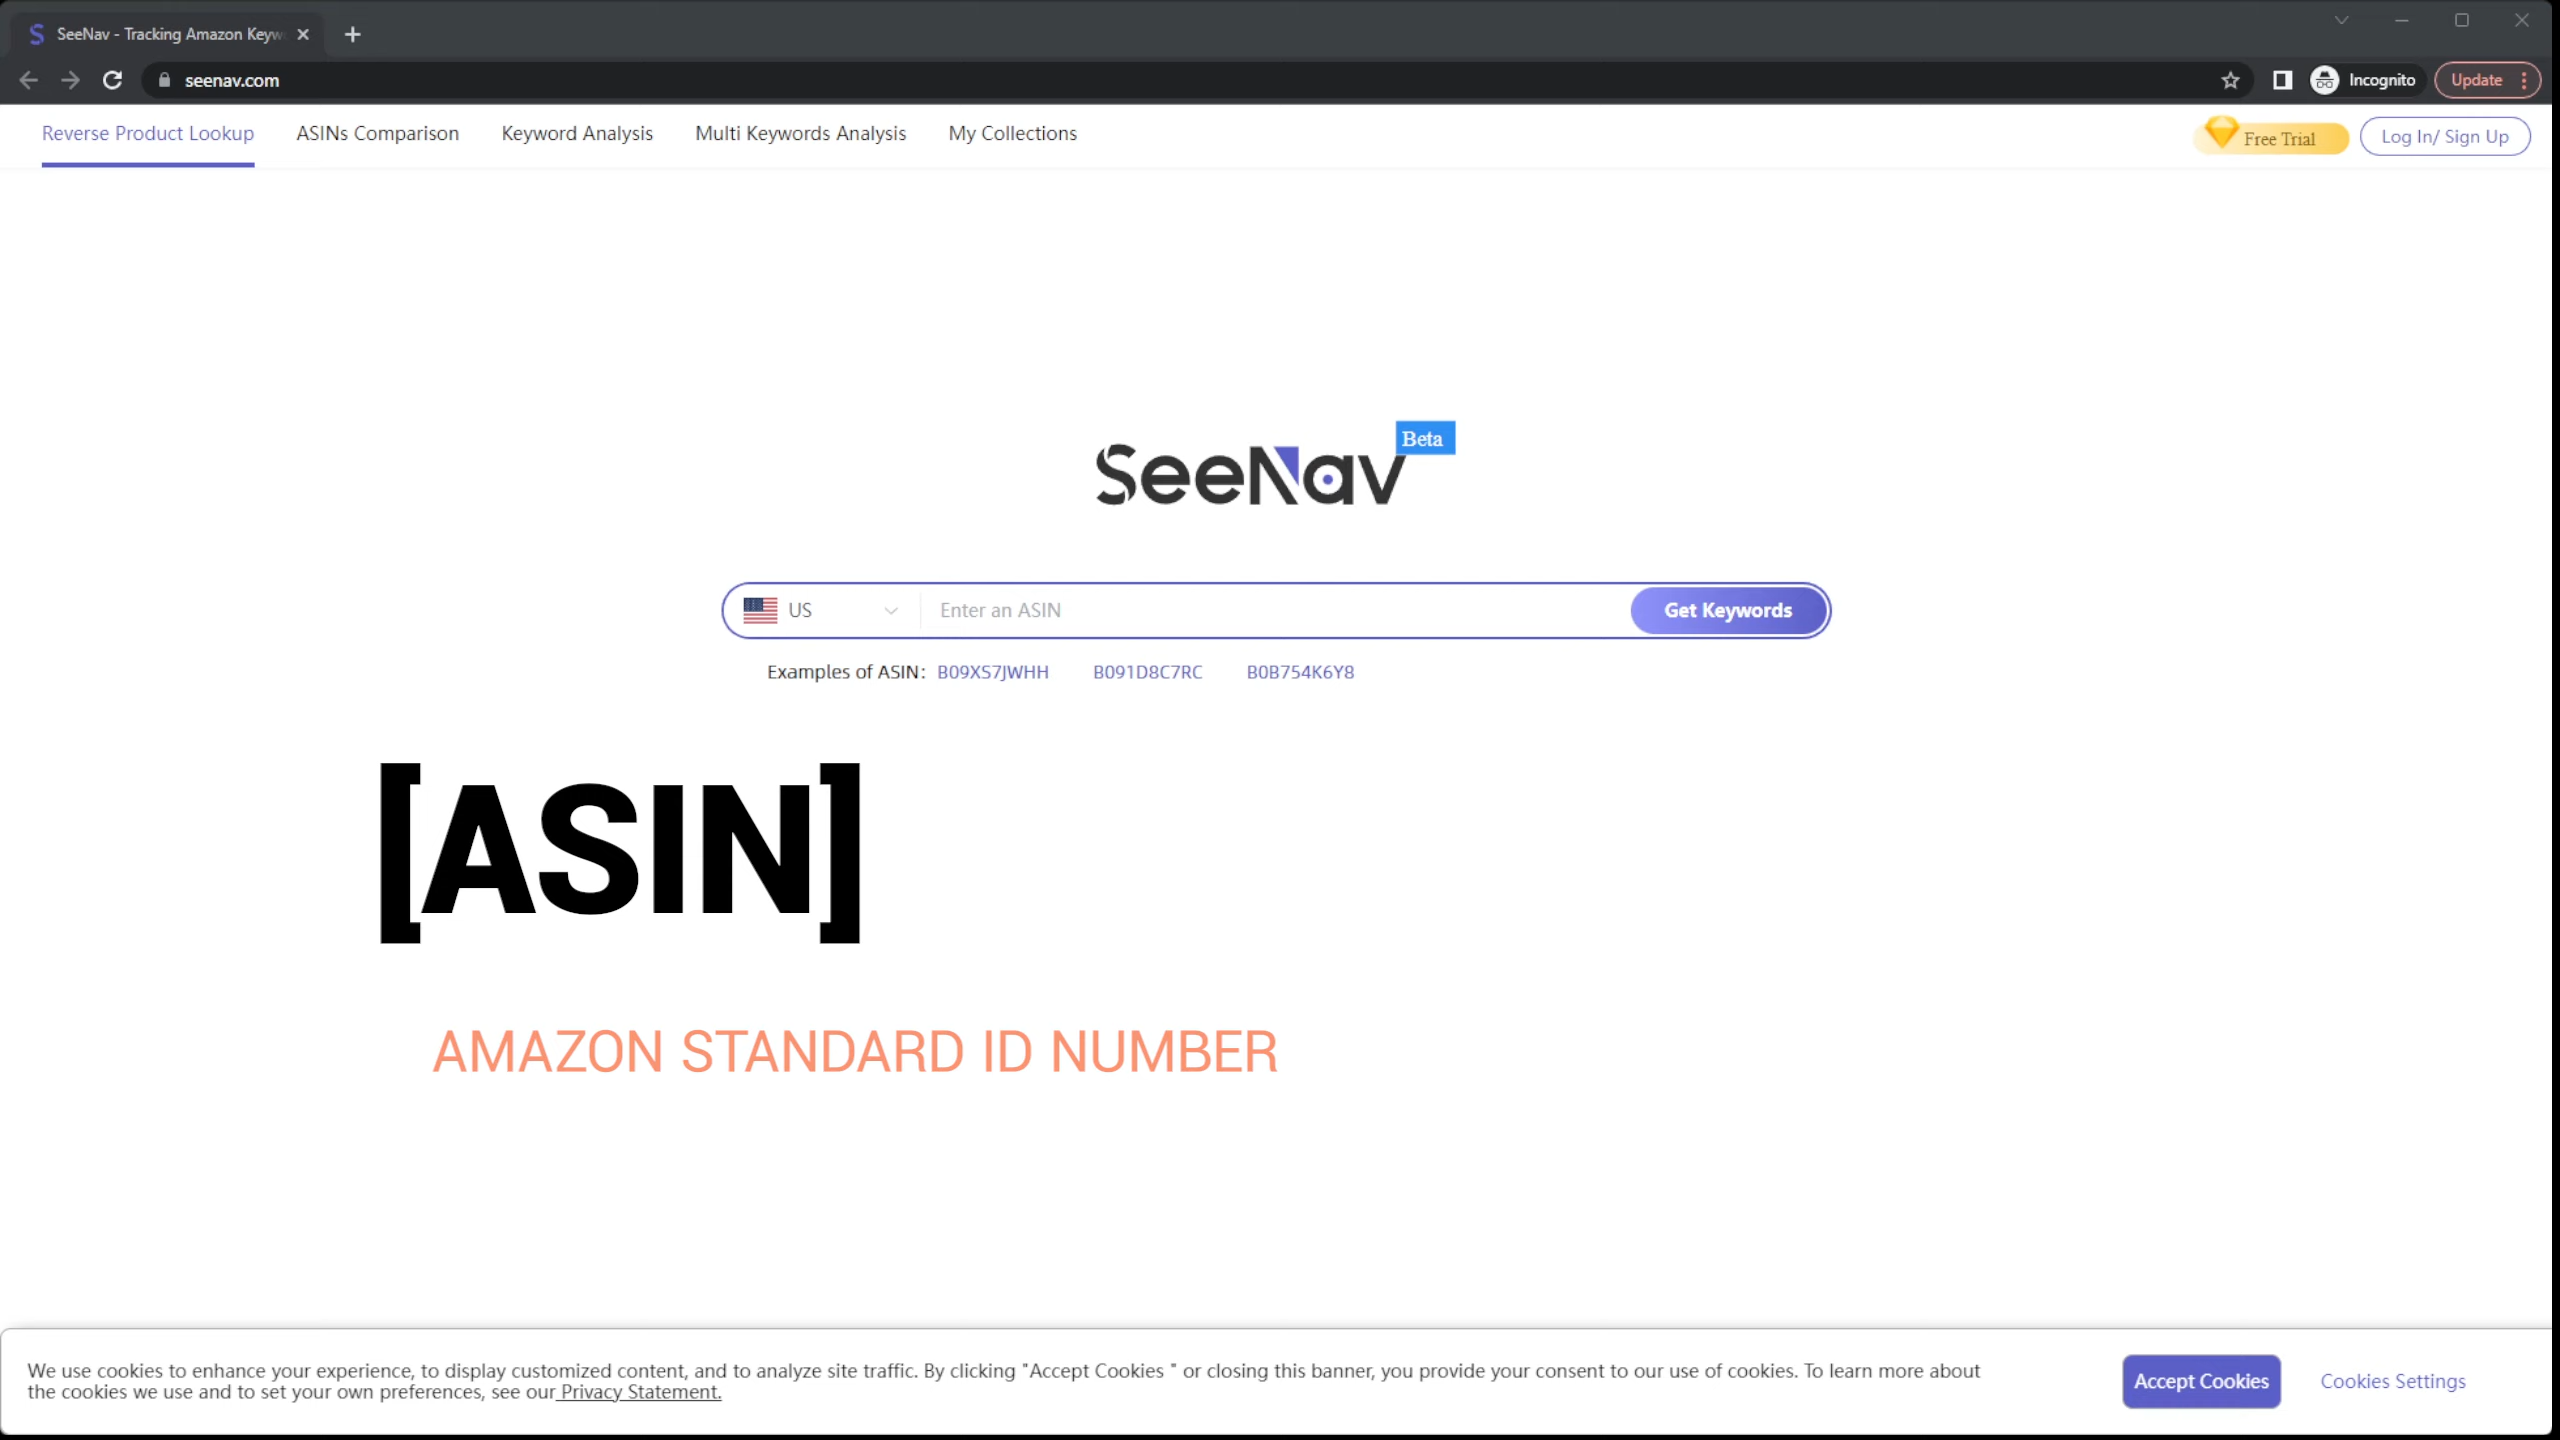 SeeNav - Tracking Amazon Keyw
seenav.com
Incognito
Update
Reverse Product Lookup
ASINs Comparison
Keyword Analysis
Multi Keywords Analysis
My Collections
Free Trial
Log In/ Sign Up
SeeNav
Beta
US
Enter an ASIN
Get Keywords
Examples of ASIN: B09XS7JWHH B091D8C7RC B0B754K6Y8
[ASIN]
AMAZON STANDARD ID NUMBER
We use cookies to enhance your experience, to display customized content, and to analyze site traffic. By clicking "Accept Cookies " or closing this banner, you provide your consent to our use of cookies. To learn more about
the cookies we use and to set your own preferences, see our Privacy Statement.
Accept Cookies
Cookies Settings